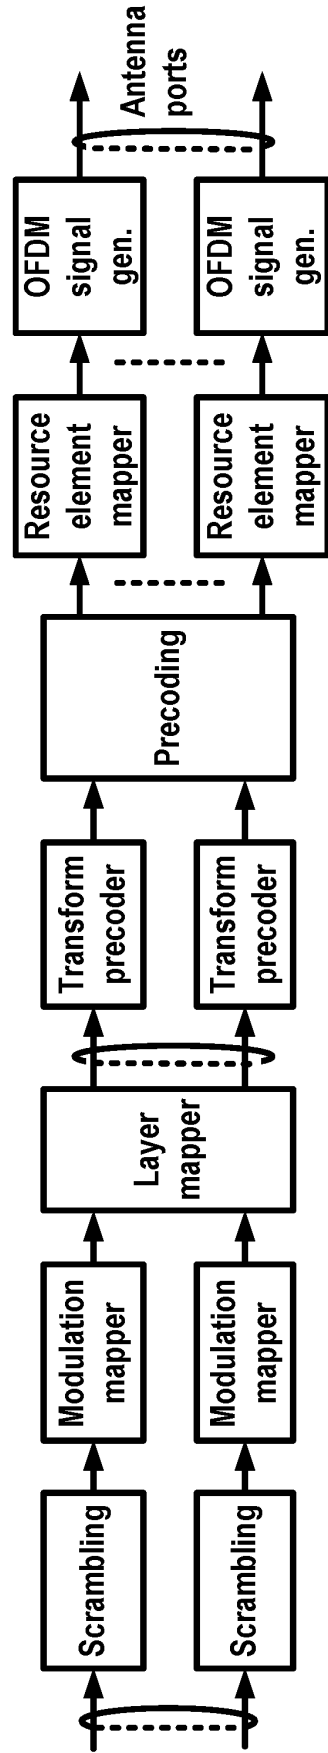 Scrambling
Scrambling
Modulation
mapper
Modulation
mapper
Layer
mapper
Transform
precoder
Transform
precoder
Precoding
Resource
element
mapper
Resource
element
mapper
OFDM
signal
gen.
OFDM
signal
gen.
Antenna
ports